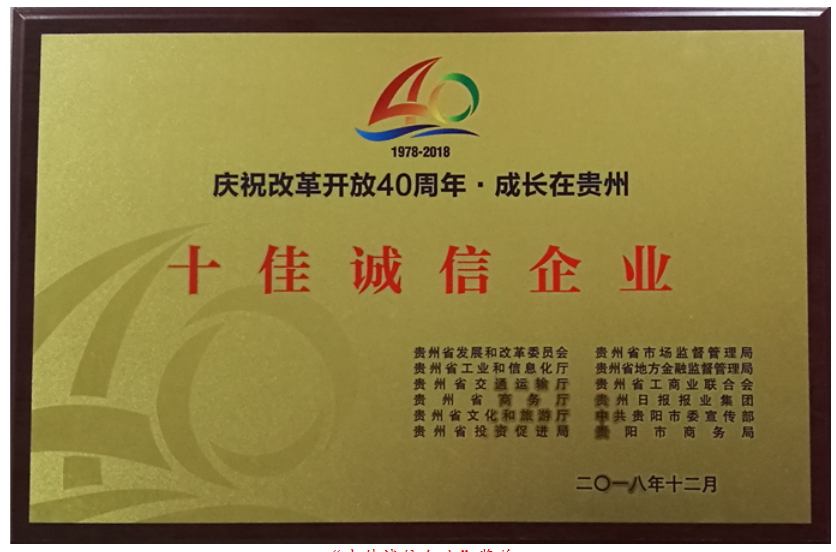 40
1978-2018
庆祝改革开放40周年·成长在贵州
十佳诚信企业
贵州省发展和改革委员会 贵州省市场监督管理局
贵州省工业和信息化厅 贵州省地方金融监督管理局
贵州省交通运输厅 贵州省工商业联合会
贵州省商务厅 贵州日报报业集团
贵州省文化和旅游厅 中共贵阳市委宣传部
贵州省投资促进局 贵阳市商务局
二〇一八年十二月